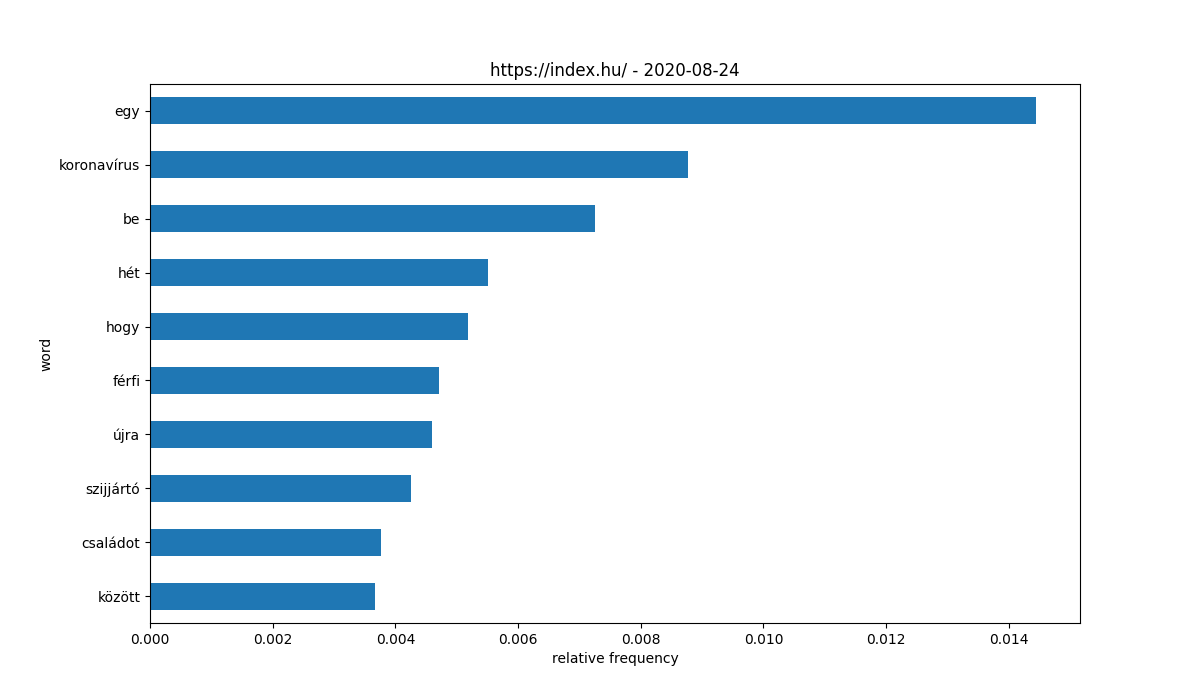 https://index.hu/ - 2020-08-24
egy
koronavírus
be
hét
hogy
férfi
újra
szijjártó
családot
között
word
0.000 0.002 0.004 0.006 0.008 0.010 0.012 0.014
relative frequency